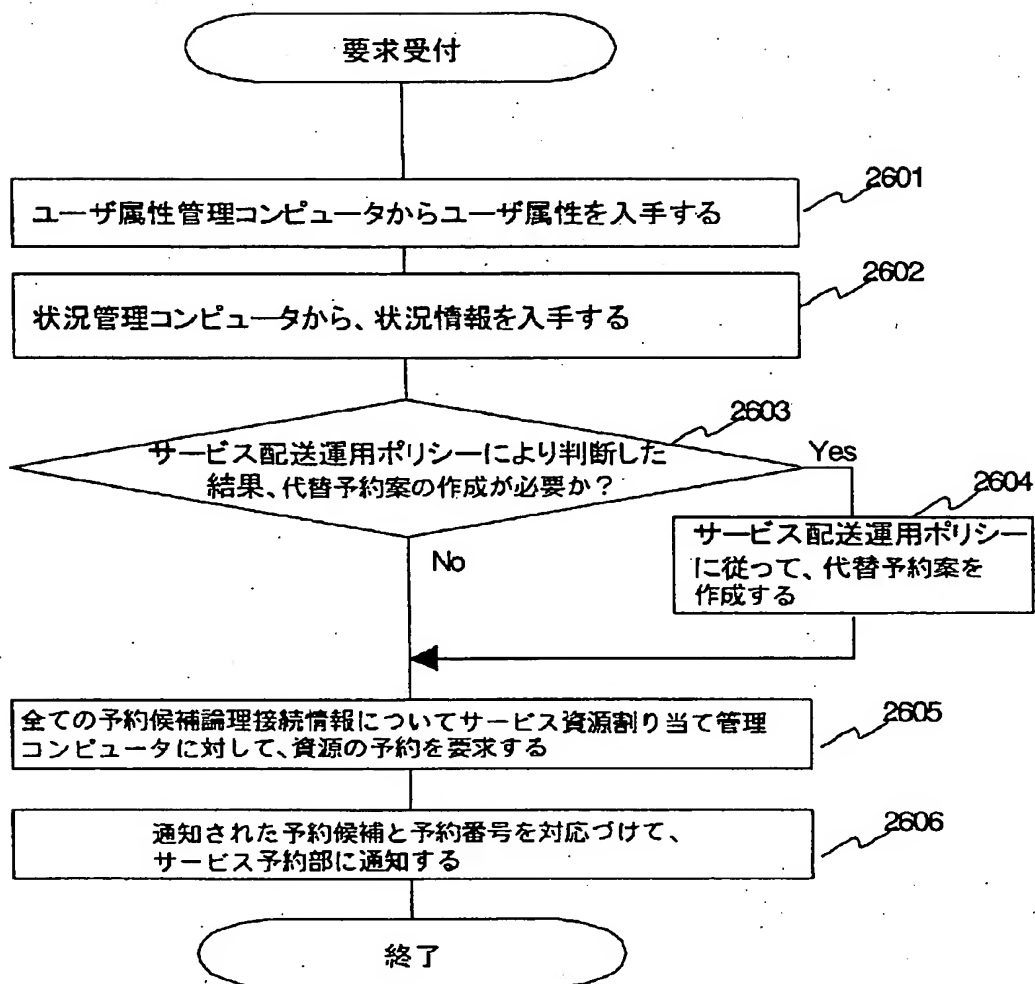 要求受付
2601
ユーザ属性管理コンピュータからユーザ属性を入手する
2602
状況管理コンピュータから、状況情報を入手する
2603
サービス配送運用ポリシーにより判断した
結果、代替予約案の作成が必要か?
Yes
2604
サービス配送運用ポリシー
に従って、代替予約案を
作成する
No
全ての予約候補論理接続情報についてサービス資源割り当て管理
コンピュータに対して、資源の予約を要求する
2605
通知された予約候補と予約番号を対応づけて、
サービス予約部に通知する
2606
終了